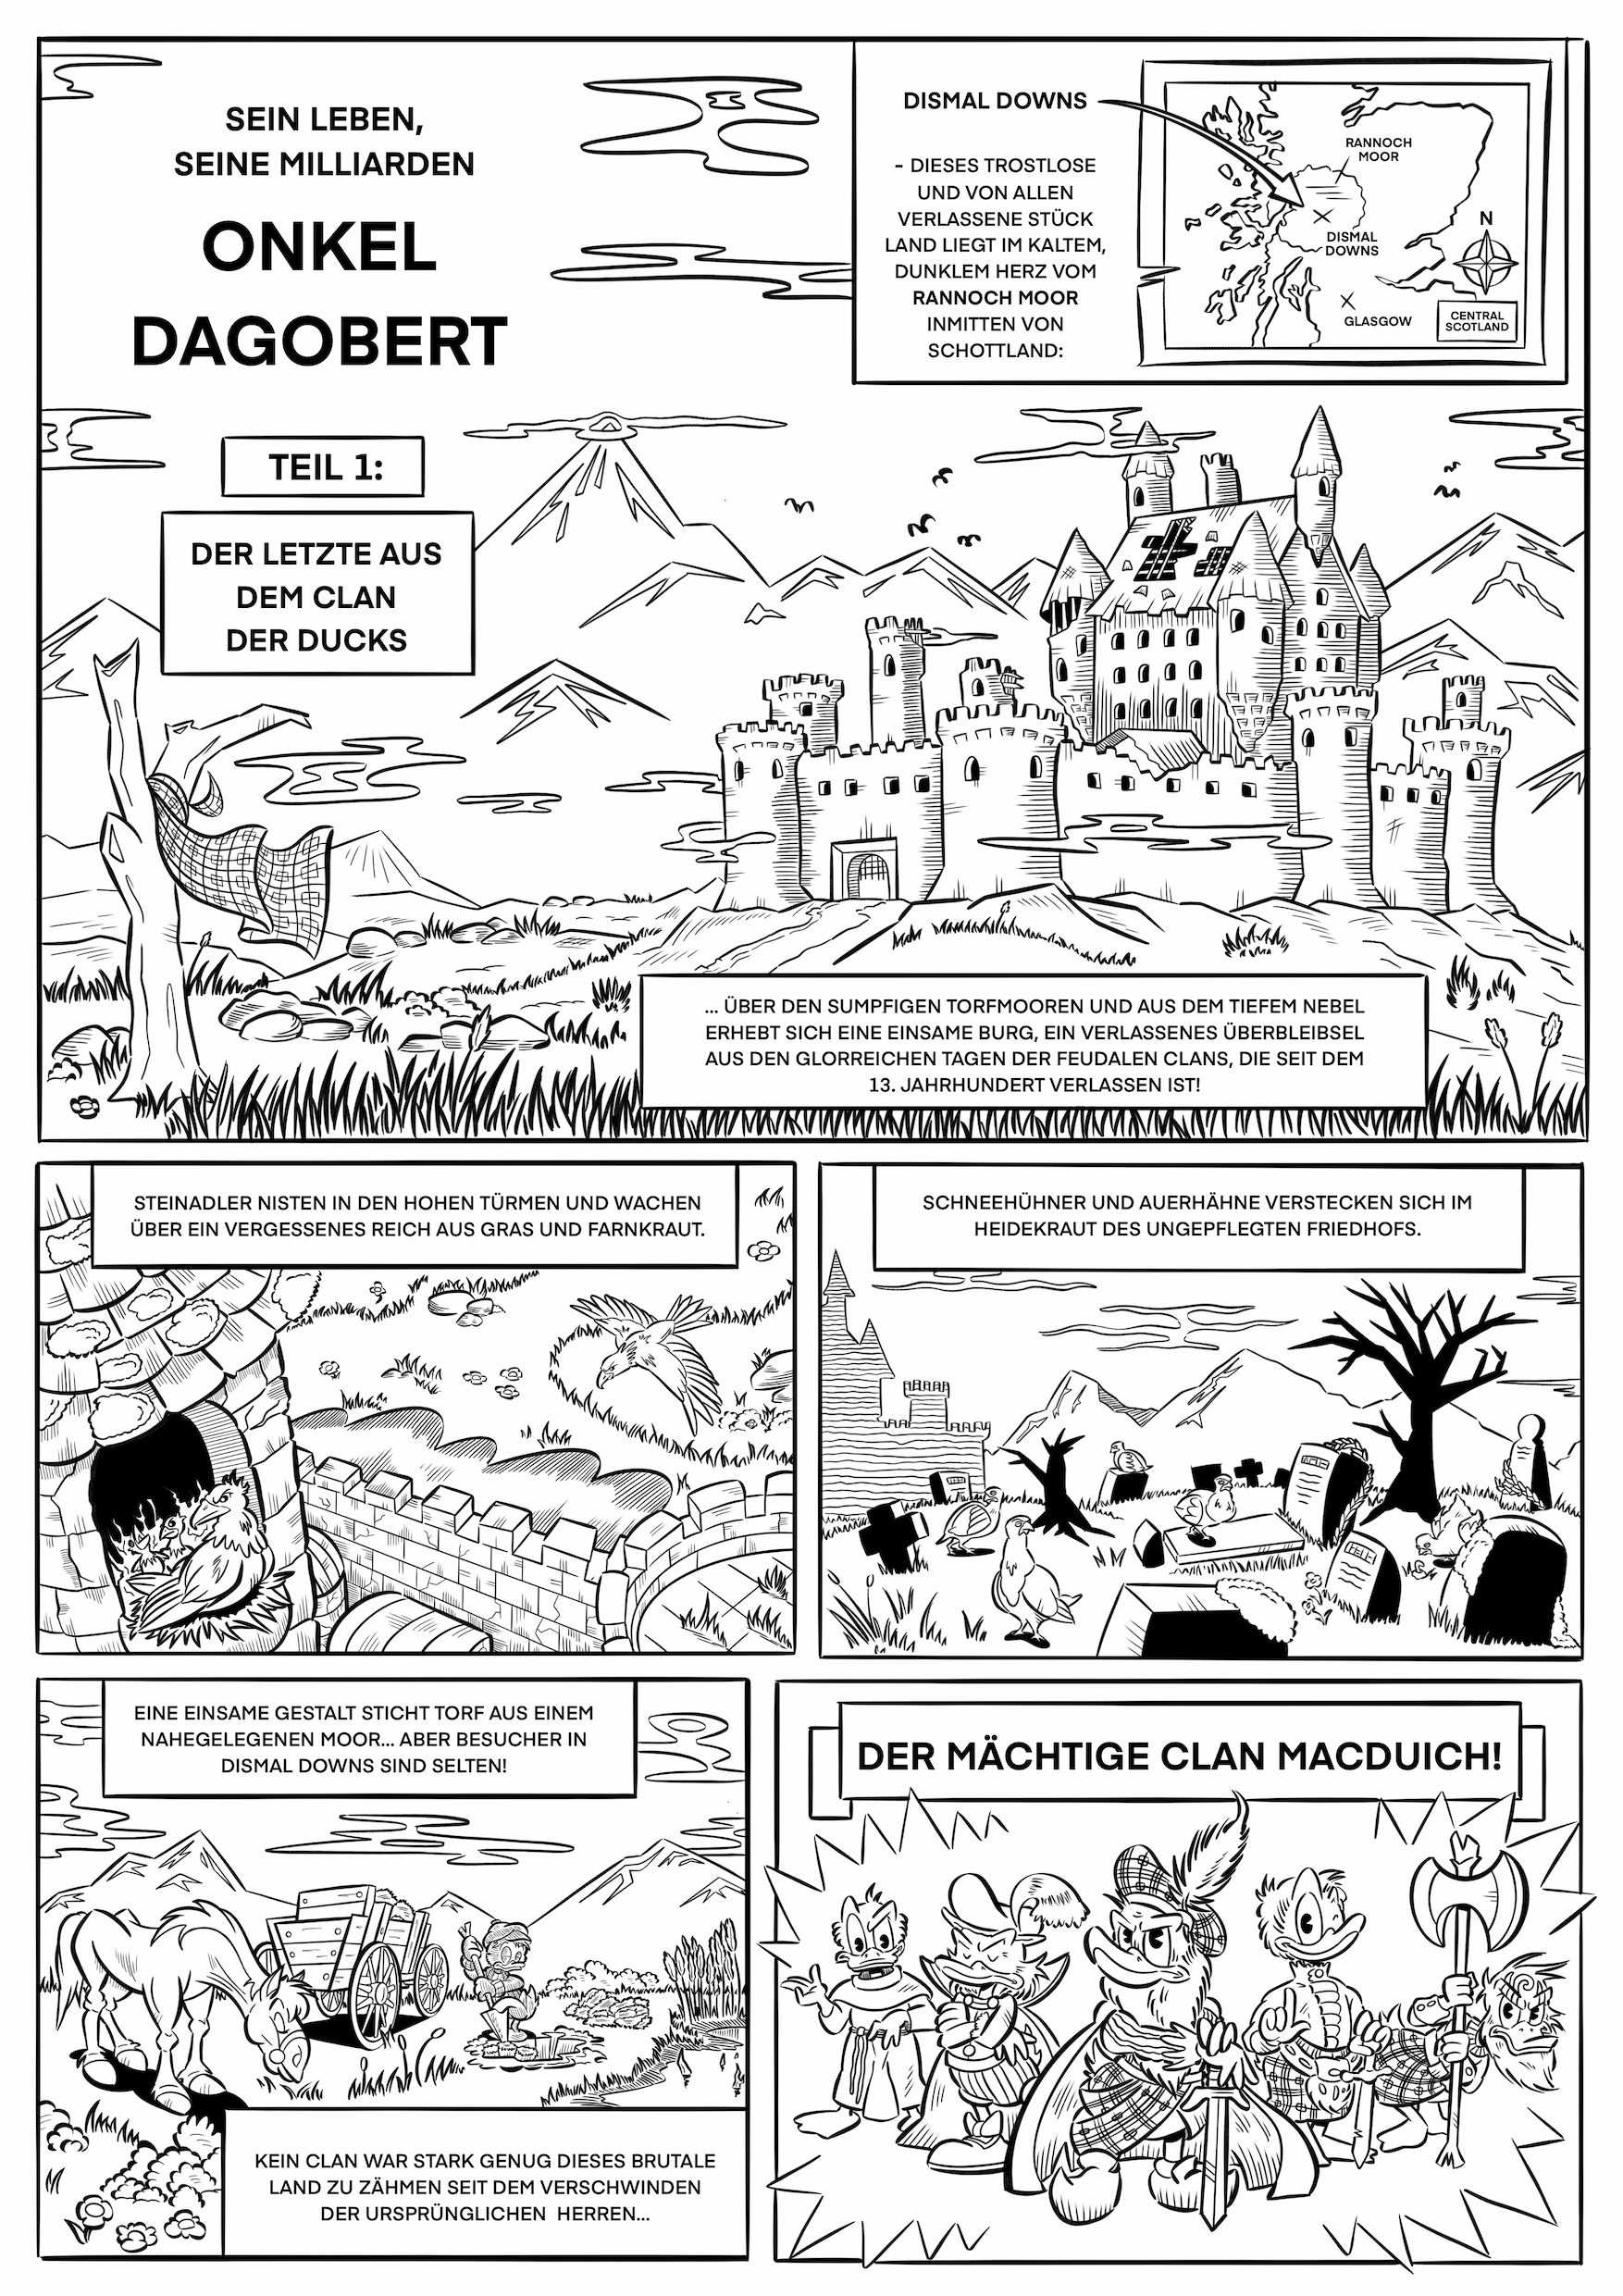 SEIN LEBEN,
SEINE MILLIARDEN
ONKEL
DAGOBERT
TEIL 1:
DER LETZTE AUS
DEM CLAN
DER DUCKS
DISMAL DOWNS
- DIESES TROSTLOSE
UND VON ALLEN
VERLASSENE STÜCK
LAND LIEGT IM KALTEM,
DUNKLEM HERZ VOM
RANNOCH MOOR
INMITTEN VON
SCHOTTLAND:
RANNOCH
MOOR
DISMAL
DOWNS
N
GLASGOW
CENTRAL
SCOTLAND
... ÜBER DEN SUMPFIGEN TORFMOOREN UND AUS DEM TIEFEM NEBEL
ERHEBT SICH EINE EINSAME BURG, EIN VERLASSENES ÜBERBLEIBSEL
AUS DEN GLORREICHEN TAGEN DER FEUDALEN CLANS, DIE SEIT DEM
13. JAHRHUNDERT VERLASSEN IST!
STEINADLER NISTEN IN DEN HOHEN TÜRMEN UND WACHEN
ÜBER EIN VERGESSENES REICH AUS GRAS UND FARNKRAUT.
SCHNEEHÜHNER UND AUERHÄHNE VERSTECKEN SICH IM
HEIDEKRAUT DES UNGEPFLEGTEN FRIEDHOFS.
EINE EINSAME GESTALT STICHT TORF AUS EINEM
NAHEGELEGENEN MOOR... ABER BESUCHER IN
DISMAL DOWNS SIND SELTEN!
KEIN CLAN WAR STARK GENUG DIESES BRUTALE
LAND ZU ZÄHMEN SEIT DEM VERSCHWINDEN
DER URSPRÜNGLICHEN HERREN...
DER MÄCHTIGE CLAN MACDUICH!